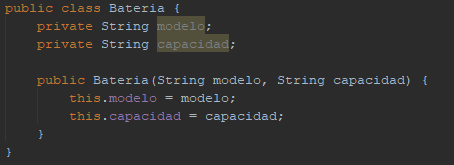 public class Bateria {
    private String modelo;
    private String capacidad;

    public Bateria(String modelo, String capacidad) {
        this.modelo = modelo;
        this.capacidad = capacidad;
    }
}